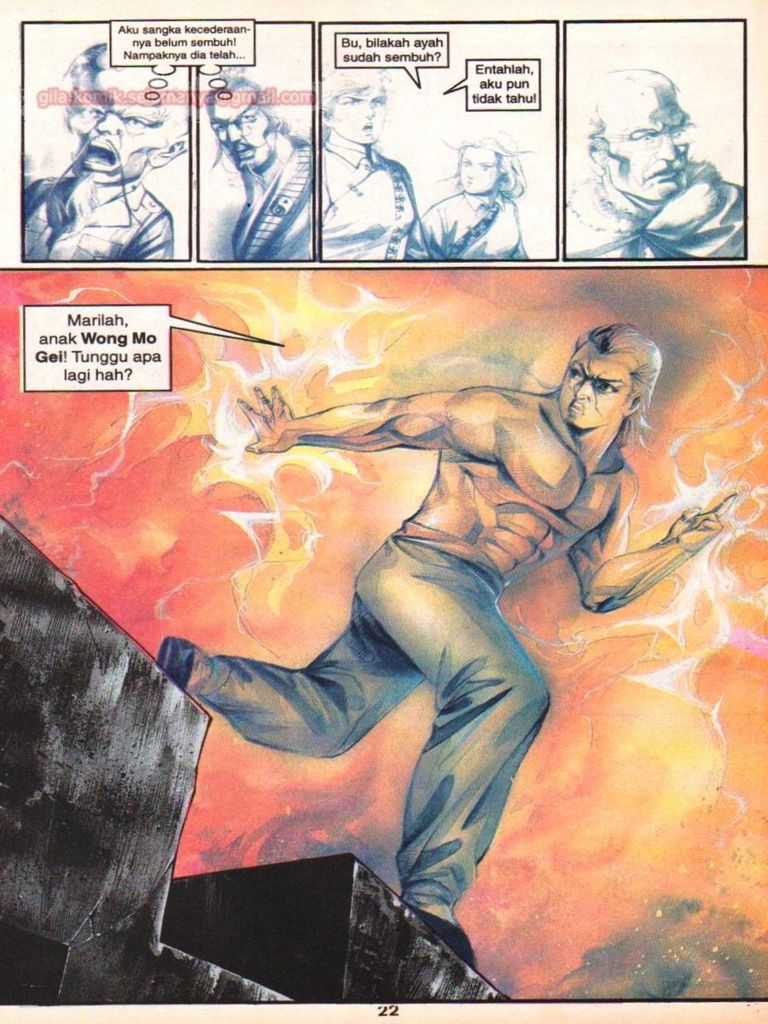 Aku sangka kecederaan-
nya belum sembuh!
Nampaknya dia telah...
Bu, bilakah ayah
sudah sembuh?
Entahlah,
aku pun
tidak tahu!
Marilah,
anak Wong Mo
Gei! Tunggu apa
lagi hah?
22